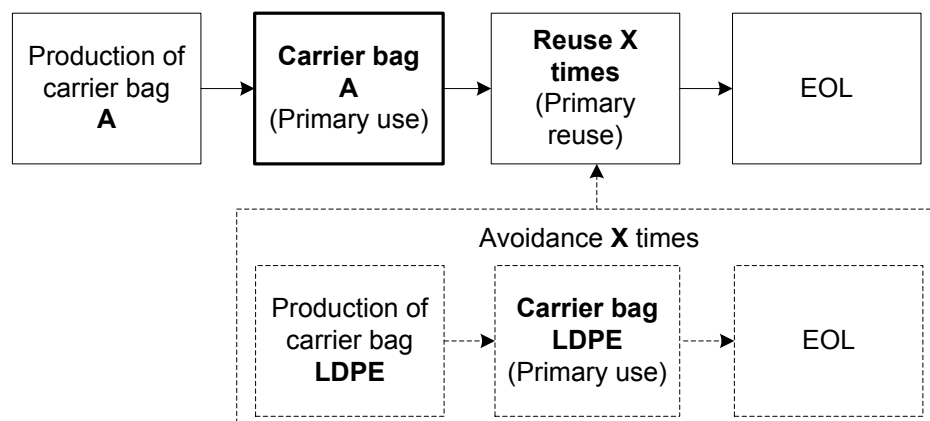 Production of
carrier bag
A
Carrier bag
A
(Primary use)
Reuse X
times
(Primary
reuse)
EOL
Avoidance X times
Production of
carrier bag
LDPE
Carrier bag
LDPE
(Primary use)
EOL